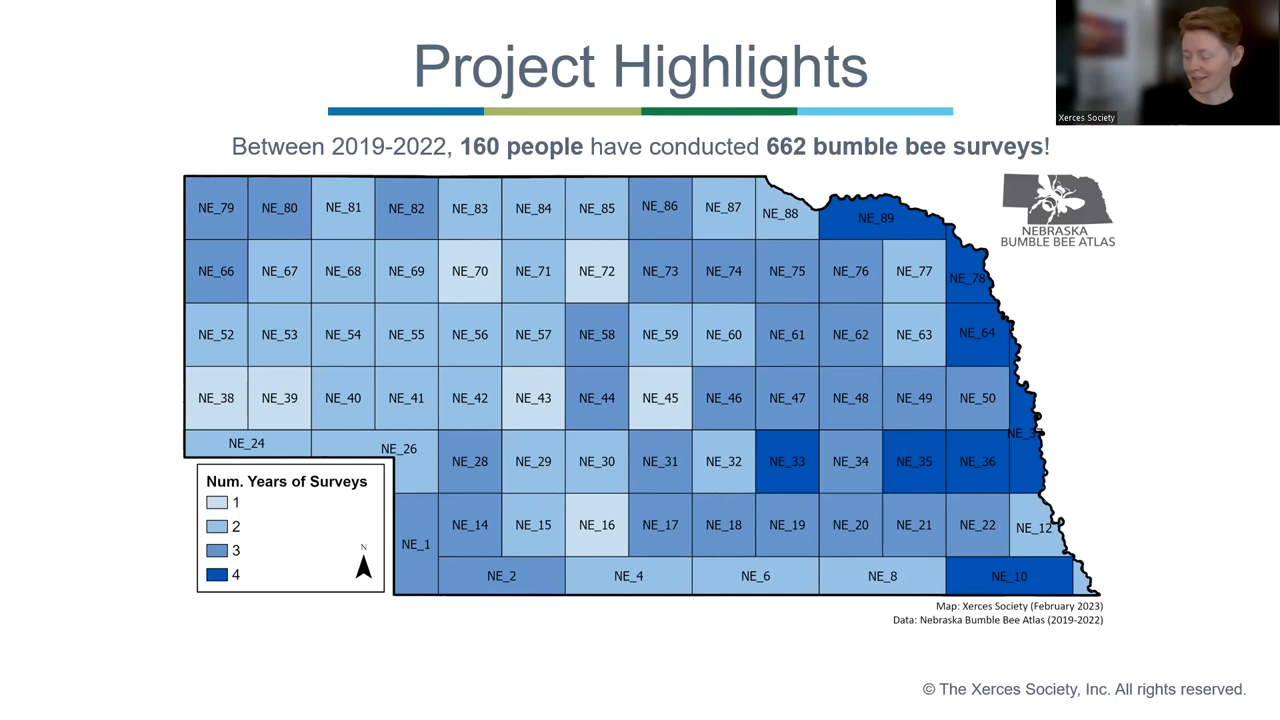 Project Highlights
Xerces Society
Between 2019-2022, 160 people have conducted 662 bumble bee surveys!
NEBRASKA
BUMBLE BEE ATLAS
NE_79 NE_80 NE_81 NE_82 NE_83 NE_84 NE_85 NE_86 NE_87 NE_88 NE_89
NE_66 NE_67 NE_68 NE_69 NE_70 NE_71 NE_72 NE_73 NE_74 NE_75 NE_76 NE_77 NE_78
NE_52 NE_53 NE_54 NE_55 NE_56 NE_57 NE_58 NE_59 NE_60 NE_61 NE_62 NE_63 NE_64
NE_38 NE_39 NE_40 NE_41 NE_42 NE_43 NE_44 NE_45 NE_46 NE_47 NE_48 NE_49 NE_50
NE_24 NE_26 NE_28 NE_29 NE_30 NE_31 NE_32 NE_33 NE_34 NE_35 NE_36
NE_1 NE_14 NE_15 NE_16 NE_17 NE_18 NE_19 NE_20 NE_21 NE_22 NE_12
NE_2 NE_4 NE_6 NE_8 NE_10
Num. Years of Surveys
1
2
3
4
N
Map: Xerces Society (February 2023)
Data: Nebraska Bumble Bee Atlas (2019-2022)
© The Xerces Society, Inc. All rights reserved.